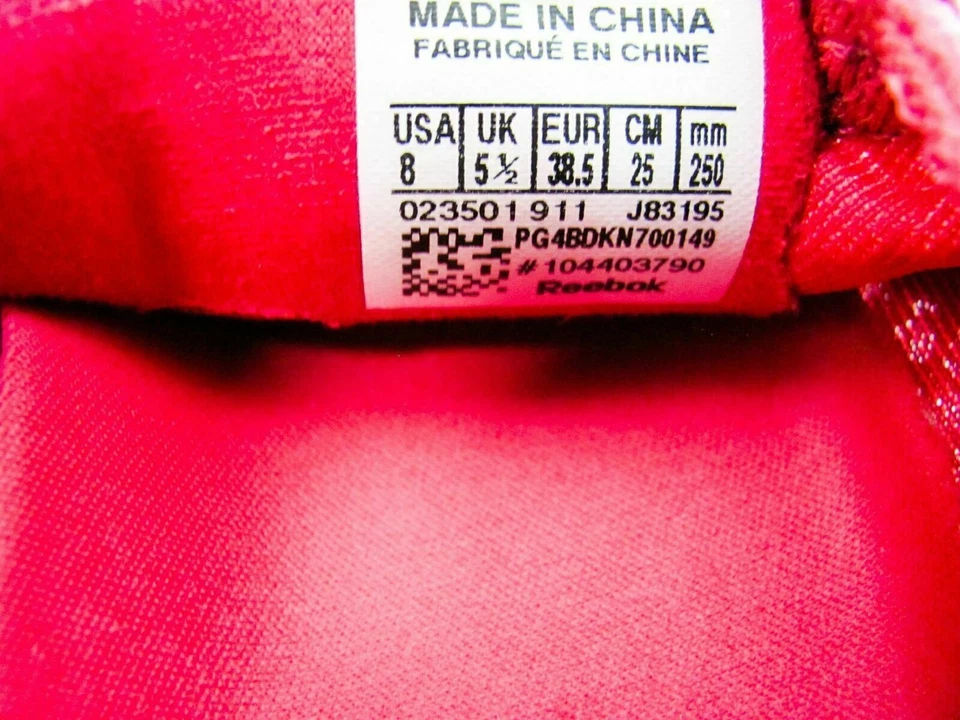 MADE IN CHINA
FABRIQUÉ EN CHINE
USA UK EUR CM mm
8 5½ 38.5 25 250
023501 911 J83195
PG4BDKN700149
#104403790
Reebok